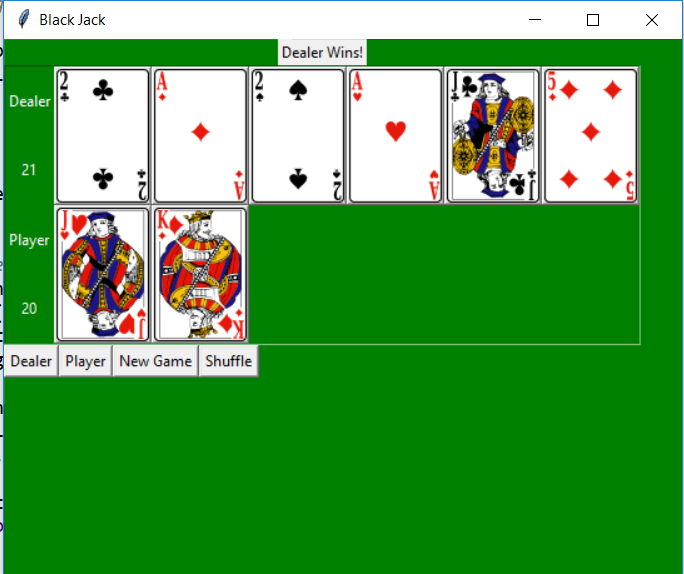 Black Jack
Dealer Wins!
Dealer
21
2 2 A A 2 2 A A J J 5 5
Player
20
J J K K
Dealer Player New Game Shuffle